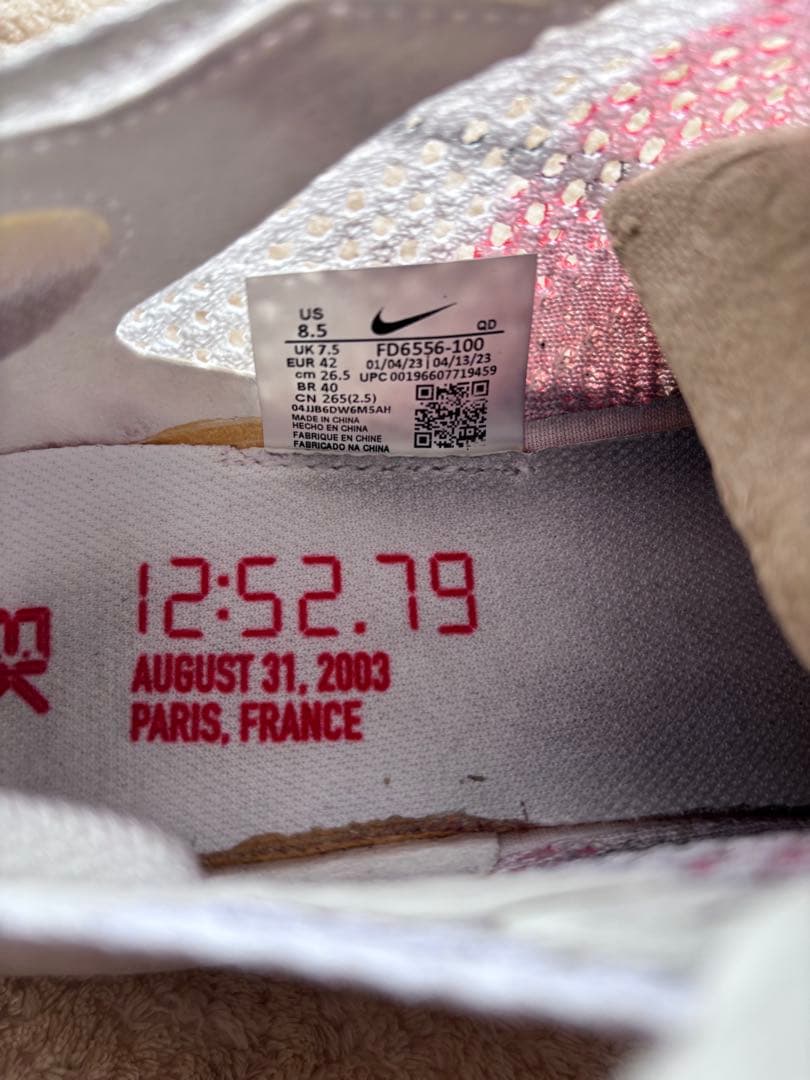 US
8.5
QD
UK 7.5 FD6556-100
EUR 42 01/04/23 | 04/13/23
cm 26.5 UPC 00196607719459
BR 40
CN 265(2.5)
04JJB6DW6M5AH
MADE IN CHINA
HECHO EN CHINA
FABRIQUE EN CHINE
FABRICADO NA CHINA
12:52.79
AUGUST 31, 2003
PARIS, FRANCE